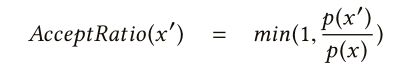 AcceptRatio(x′) = min(1, p(x′)/p(x))